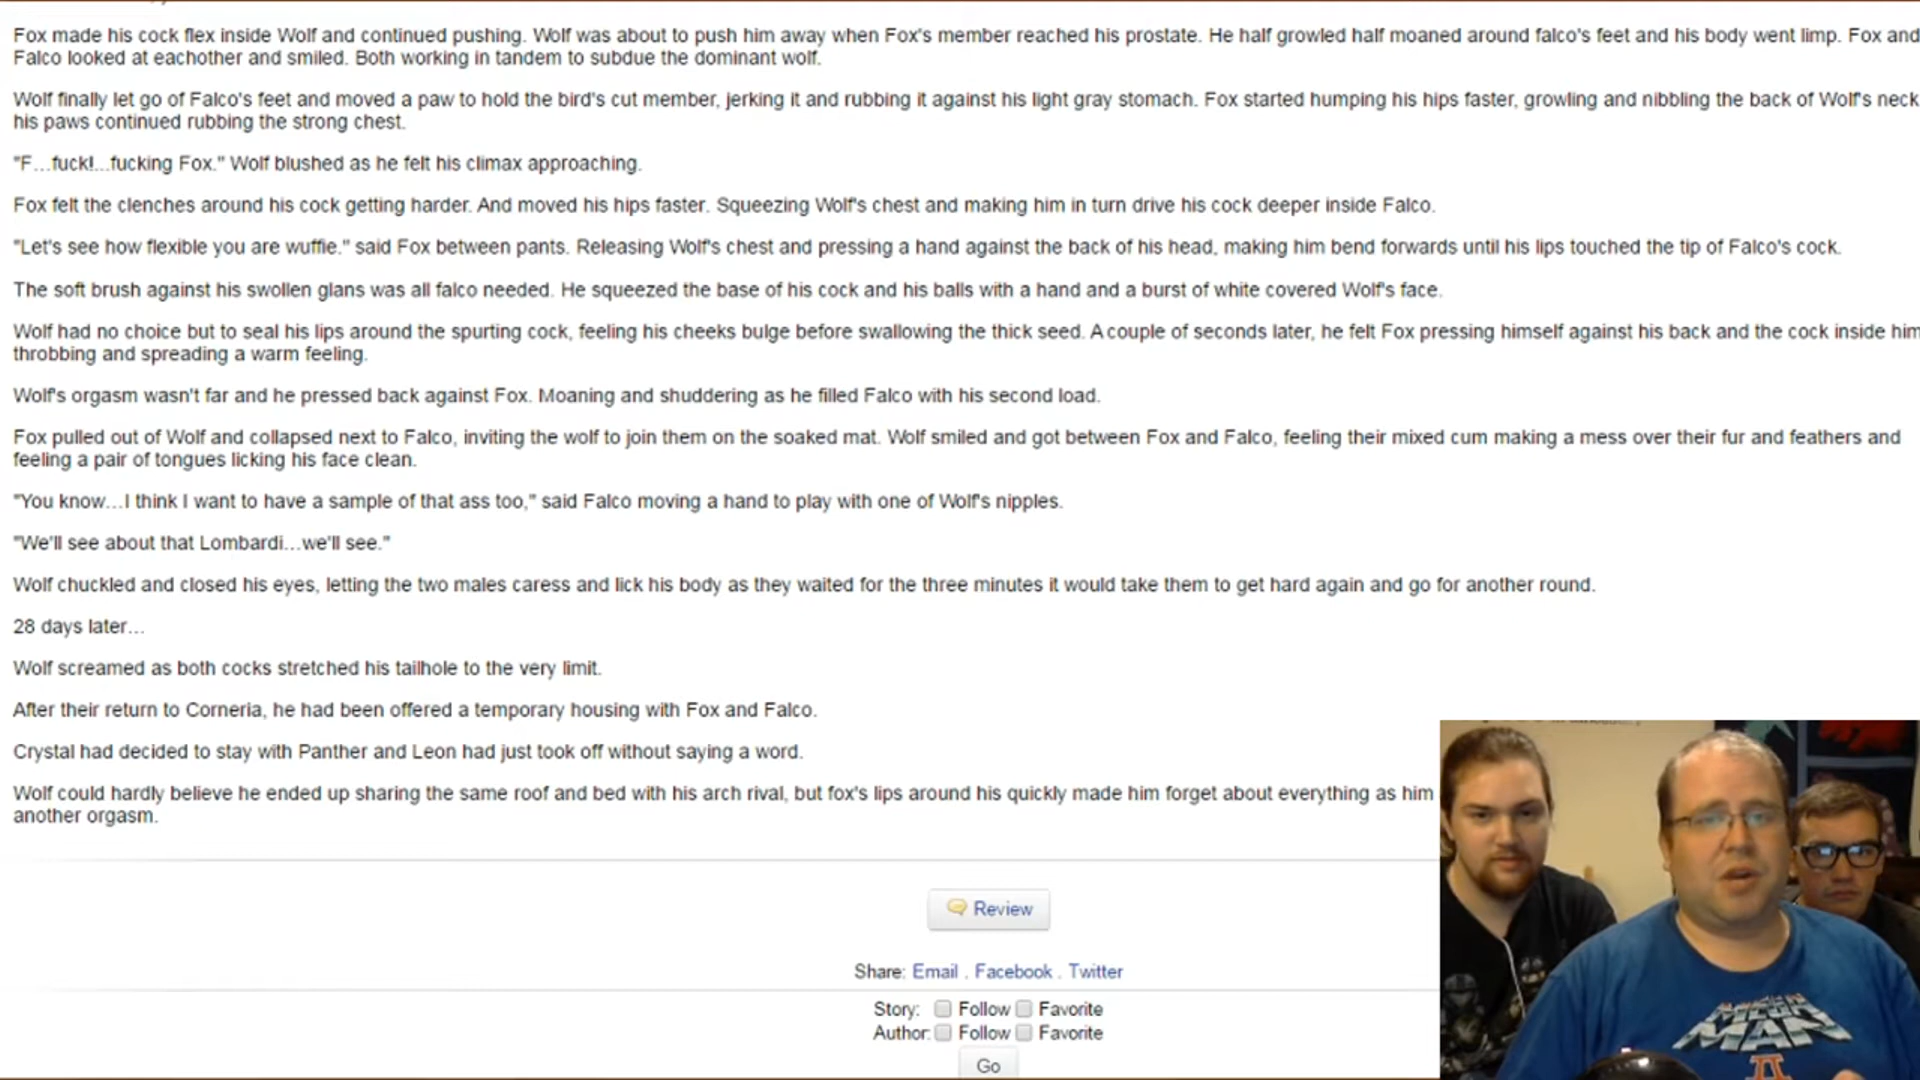 Fox made his cock flex inside Wolf and continued pushing. Wolf was about to push him away when Fox's member reached his prostate. He half growled half moaned around falco's feet and his body went limp. Fox and
Falco looked at eachother and smiled. Both working in tandem to subdue the dominant wolf.
Wolf finally let go of Falco's feet and moved a paw to hold the bird's cut member, jerking it and rubbing it against his light gray stomach. Fox started humping his hips faster, growling and nibbling the back of Wolf's neck
his paws continued rubbing the strong chest.
"F...fuck!...fucking Fox." Wolf blushed as he felt his climax approaching.
Fox felt the clenches around his cock getting harder. And moved his hips faster. Squeezing Wolf's chest and making him in turn drive his cock deeper inside Falco.
"Let's see how flexible you are wuffie." said Fox between pants. Releasing Wolf's chest and pressing a hand against the back of his head, making him bend forwards until his lips touched the tip of Falco's cock.
The soft brush against his swollen glans was all falco needed. He squeezed the base of his cock and his balls with a hand and a burst of white covered Wolf's face.
Wolf had no choice but to seal his lips around the spurting cock, feeling his cheeks bulge before swallowing the thick seed. A couple of seconds later, he felt Fox pressing himself against his back and the cock inside him
throbbing and spreading a warm feeling.
Wolf's orgasm wasn't far and he pressed back against Fox. Moaning and shuddering as he filled Falco with his second load.
Fox pulled out of Wolf and collapsed next to Falco, inviting the wolf to join them on the soaked mat. Wolf smiled and got between Fox and Falco, feeling their mixed cum making a mess over their fur and feathers and
feeling a pair of tongues licking his face clean.
"You know...I think I want to have a sample of that ass too," said Falco moving a hand to play with one of Wolf's nipples.
"We'll see about that Lombardi...we'll see."
Wolf chuckled and closed his eyes, letting the two males caress and lick his body as they waited for the three minutes it would take them to get hard again and go for another round.
28 days later...
Wolf screamed as both cocks stretched his tailhole to the very limit.
After their return to Corneria, he had been offered a temporary housing with Fox and Falco.
Crystal had decided to stay with Panther and Leon had just took off without saying a word.
Wolf could hardly believe he ended up sharing the same roof and bed with his arch rival, but fox's lips around his quickly made him forget about everything as him
another orgasm.
Review
Share: Email . Facebook . Twitter
Story: Follow Favorite
Author: Follow Favorite
Go
MEGA
MAN
II